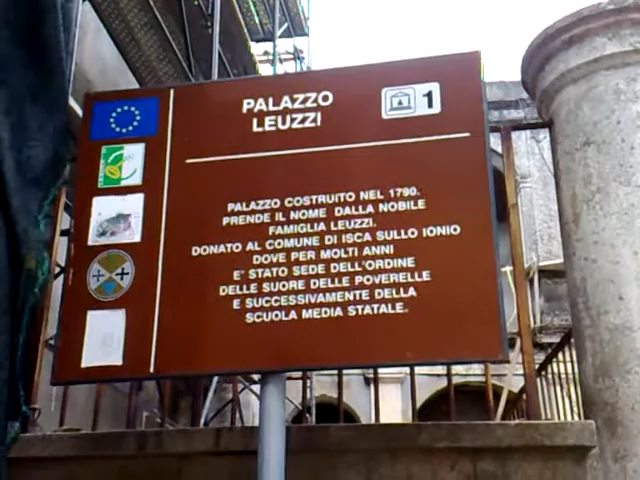 PALAZZO
LEUZZI
1
PALAZZO COSTRUITO NEL 1790.
PRENDE IL NOME DALLA NOBILE
FAMIGLIA LEUZZI.
DONATO AL COMUNE DI ISCA SULLO IONIO
DOVE PER MOLTI ANNI
E' STATO SEDE DELL'ORDINE
DELLE SUORE DELLE POVERELLE
E SUCCESSIVAMENTE DELLA
SCUOLA MEDIA STATALE.